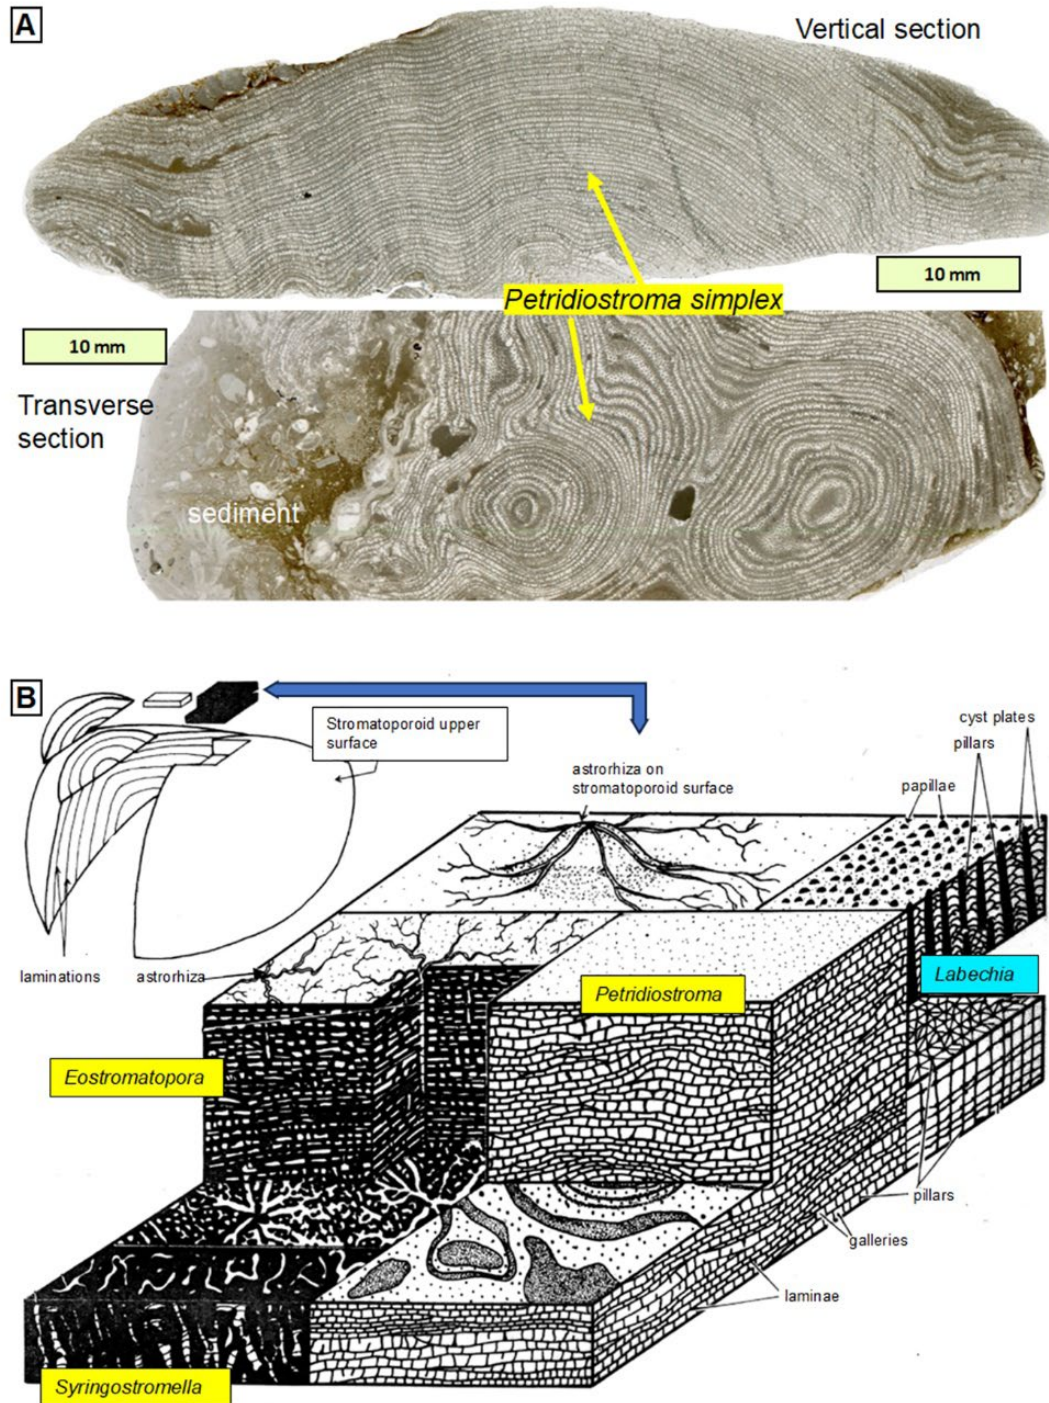 A
Vertical section
10 mm
Petridiostroma simplex
10 mm
Transverse
section
sediment
B
Stromatoporoid upper
surface
cyst plates
pillars
papillae
astrorhiza on
stromatoporoid surface
laminations
astrorhiza
Petridiostroma
Labechia
Eostromatopora
pillars
galleries
laminae
Syringostromella